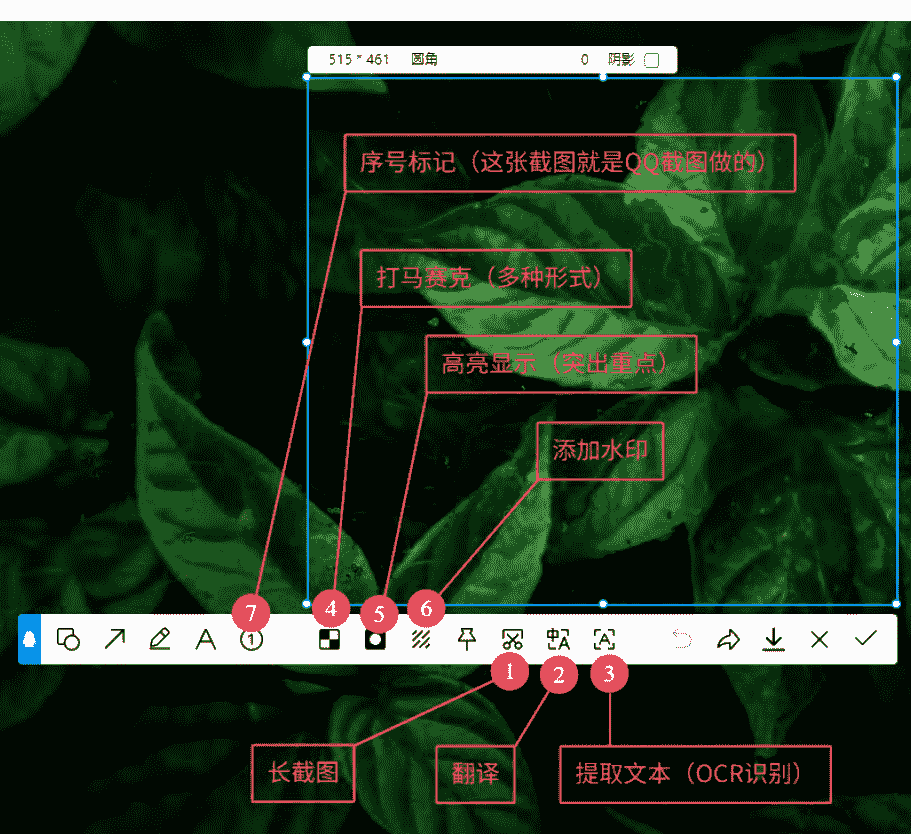 515 * 461 圆角 0 阴影
序号标记（这张截图就是QQ截图做的）
打马赛克（多种形式）
高亮显示（突出重点）
添加水印
7 4 5 6
A 1 中A A
1 2 3
长截图 翻译 提取文本（OCR识别）